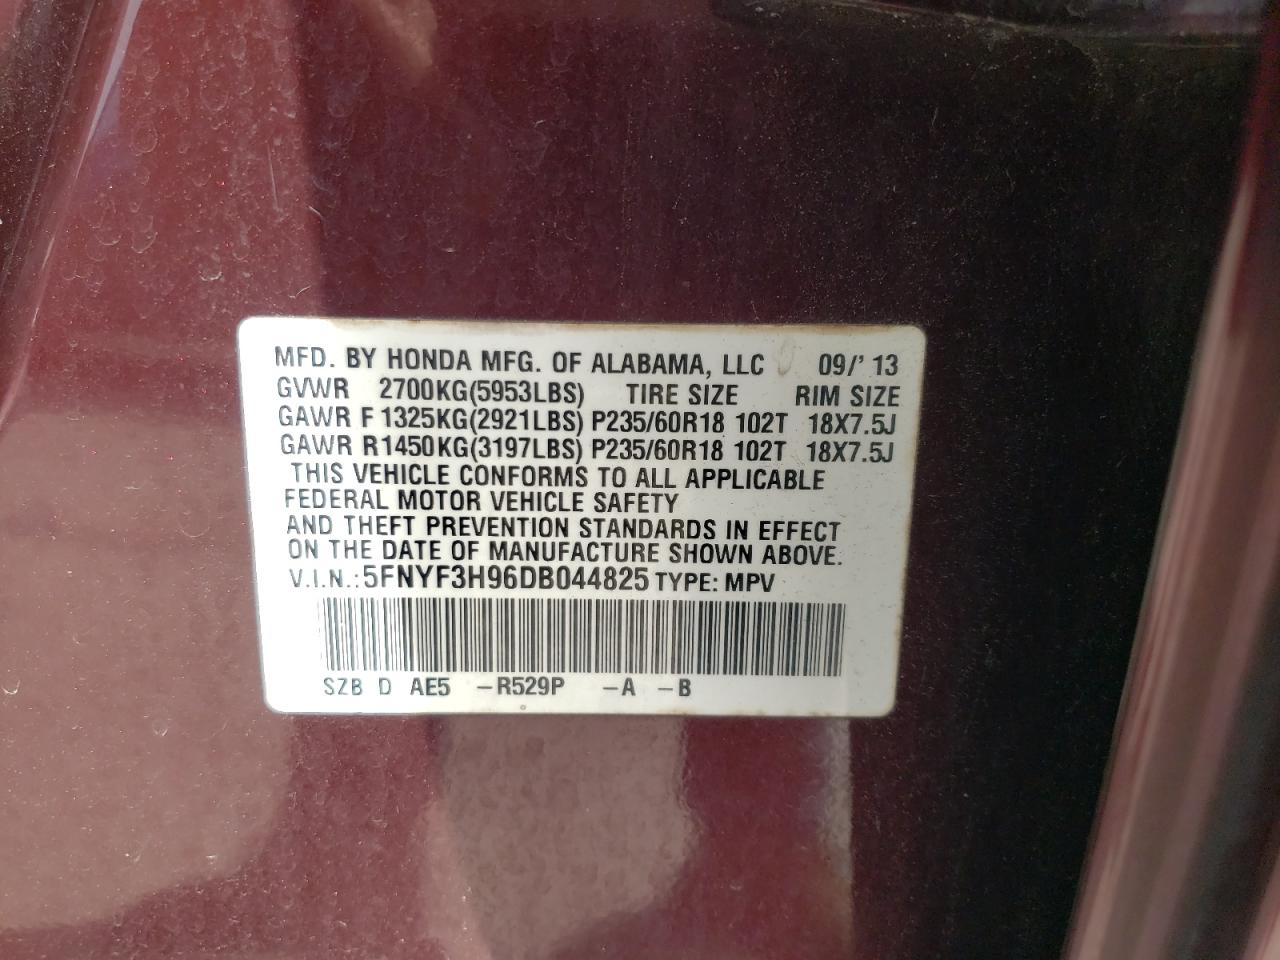 MFD. BY HONDA MFG. OF ALABAMA, LLC 09/' 13
GVWR 2700KG(5953LBS) TIRE SIZE RIM SIZE
GAWR F 1325KG(2921LBS) P235/60R18 102T 18X7.5J
GAWR R1450KG(3197LBS) P235/60R18 102T 18X7.5J
THIS VEHICLE CONFORMS TO ALL APPLICABLE
FEDERAL MOTOR VEHICLE SAFETY
AND THEFT PREVENTION STANDARDS IN EFFECT
ON THE DATE OF MANUFACTURE SHOWN ABOVE.
V.I.N.:5FNYF3H96DB044825 TYPE: MPV
SZB D AE5 -R529P -A -B